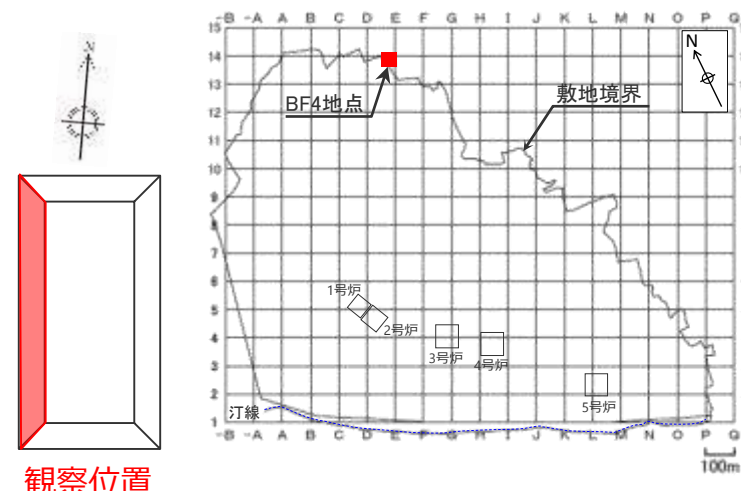 -B -A A B C D E F G H I J K L M N O P Q
15
14
13
12
11
10
9
8
7
6
5
4
3
2
1
-B -A A B C D E F G H I J K L M N O P Q
N
N
BF4地点
敷地境界
1号炉
2号炉
3号炉
4号炉
5号炉
汀線
100m
観察位置